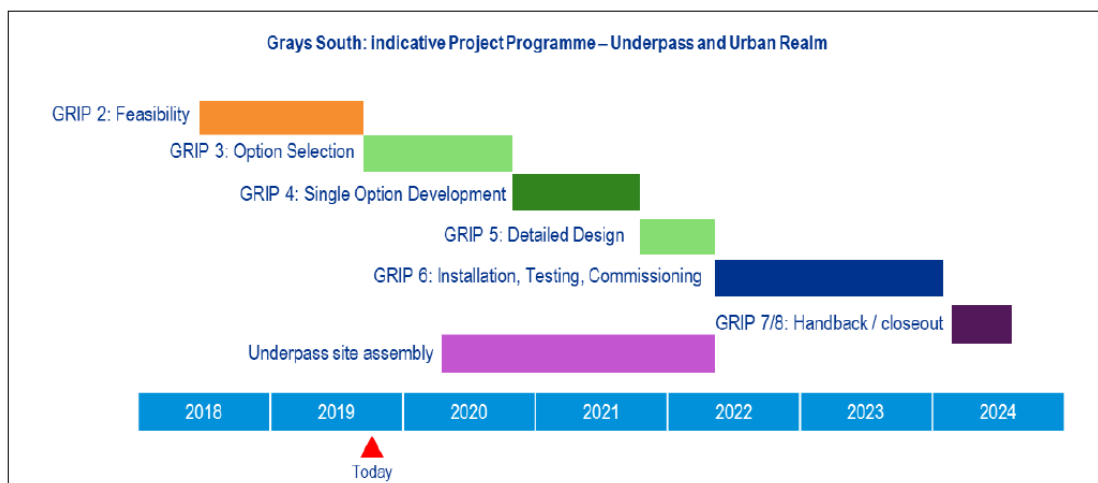 Grays South: indicative Project Programme – Underpass and Urban Realm
GRIP 2: Feasibility
GRIP 3: Option Selection
GRIP 4: Single Option Development
GRIP 5: Detailed Design
GRIP 6: Installation, Testing, Commissioning
GRIP 7/8: Handback / closeout
Underpass site assembly
2018 2019 2020 2021 2022 2023 2024
Today